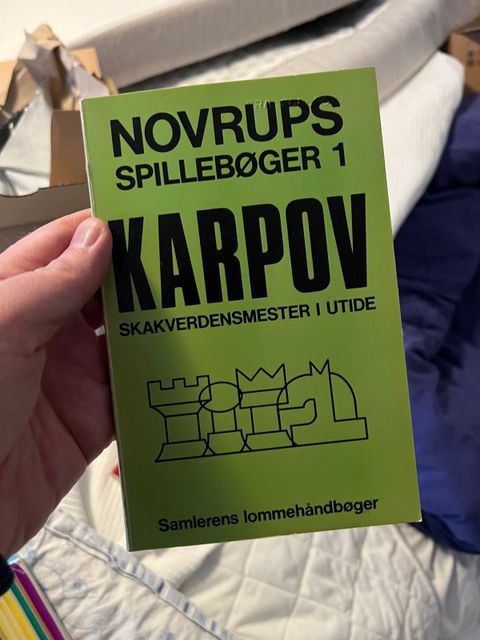 NOVRUPS
SPILLEBØGER 1
KARPOV
SKAKVERDENSMESTER I UTIDE
Samlerens lommehåndbøger